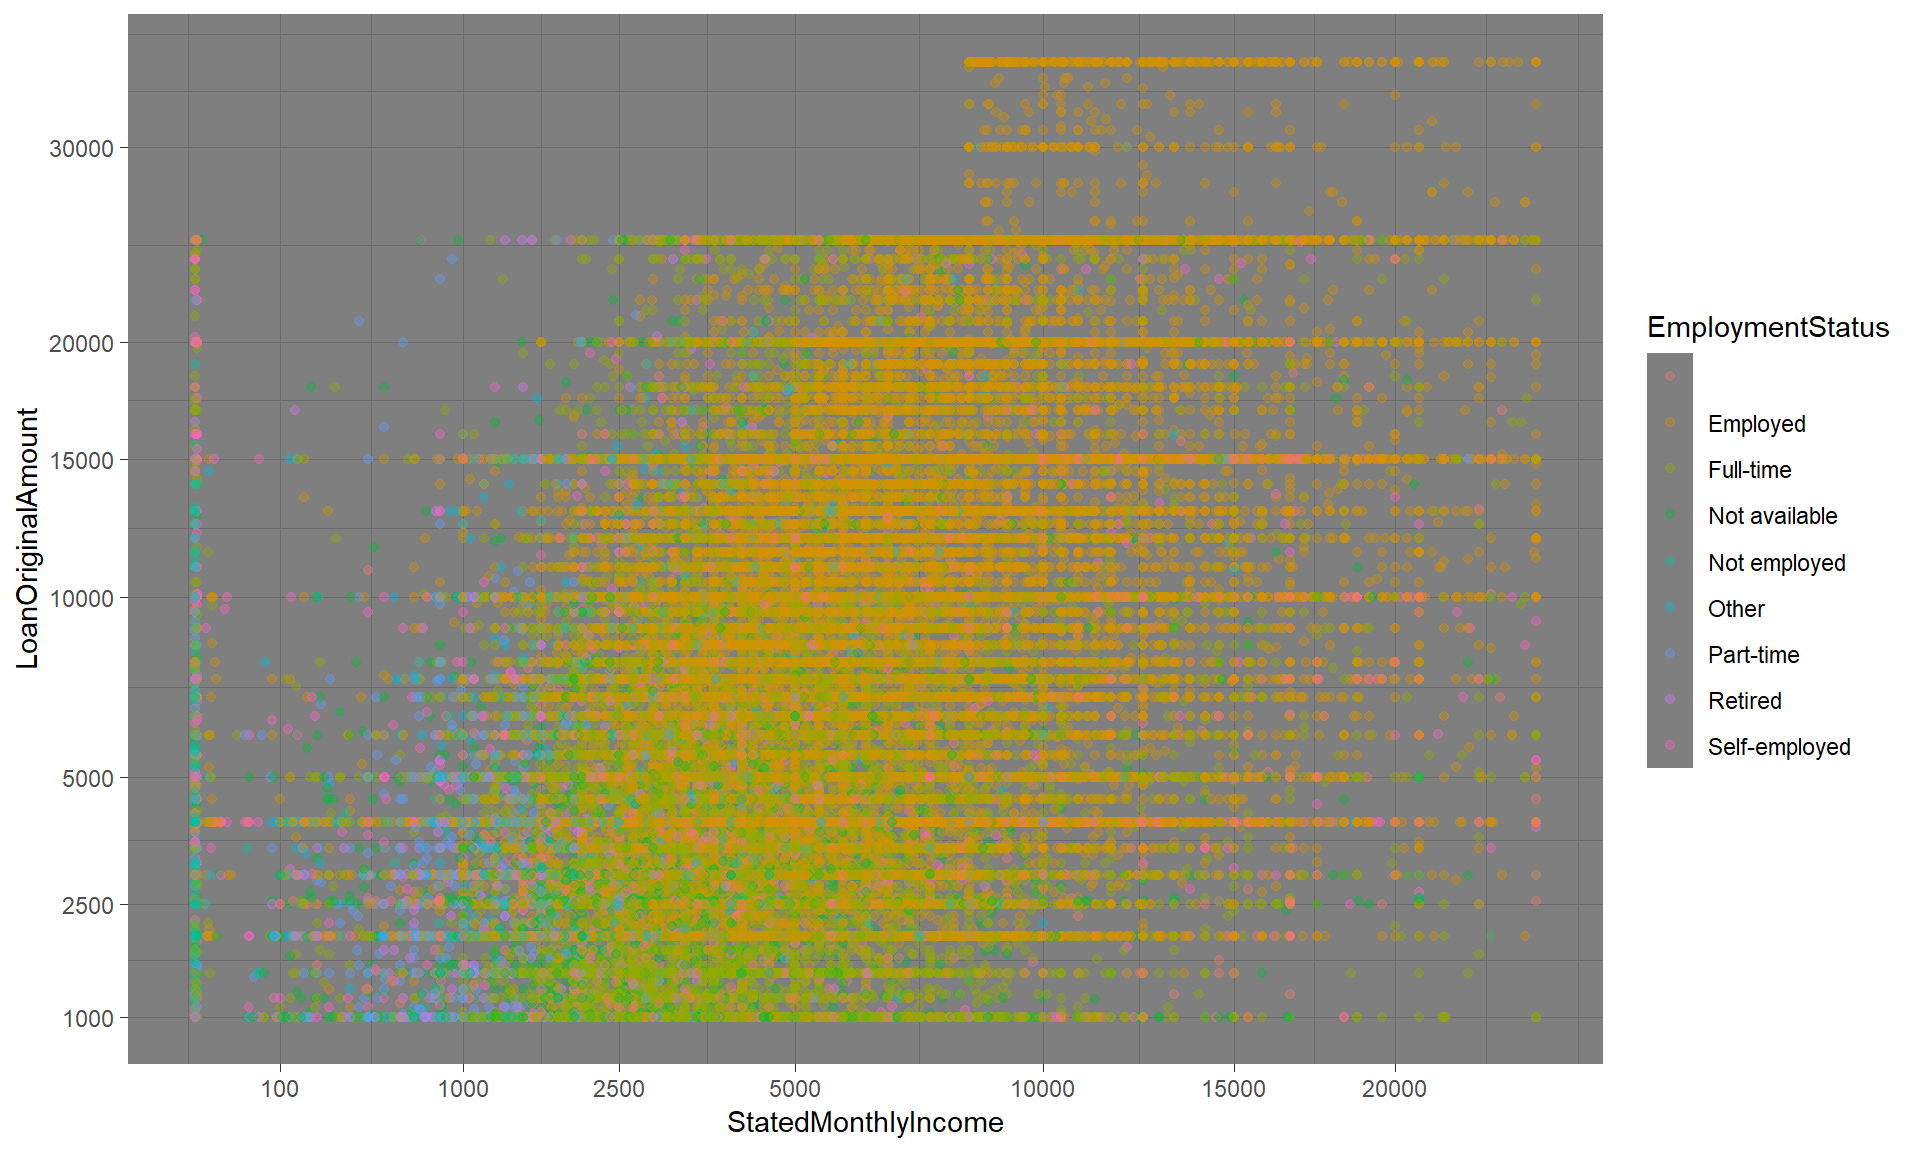 30000
20000
15000
10000
5000
2500
1000
LoanOriginalAmount
100
1000
2500
5000
10000
15000
20000
StatedMonthlyIncome
EmploymentStatus
Employed
Full-time
Not available
Not employed
Other
Part-time
Retired
Self-employed